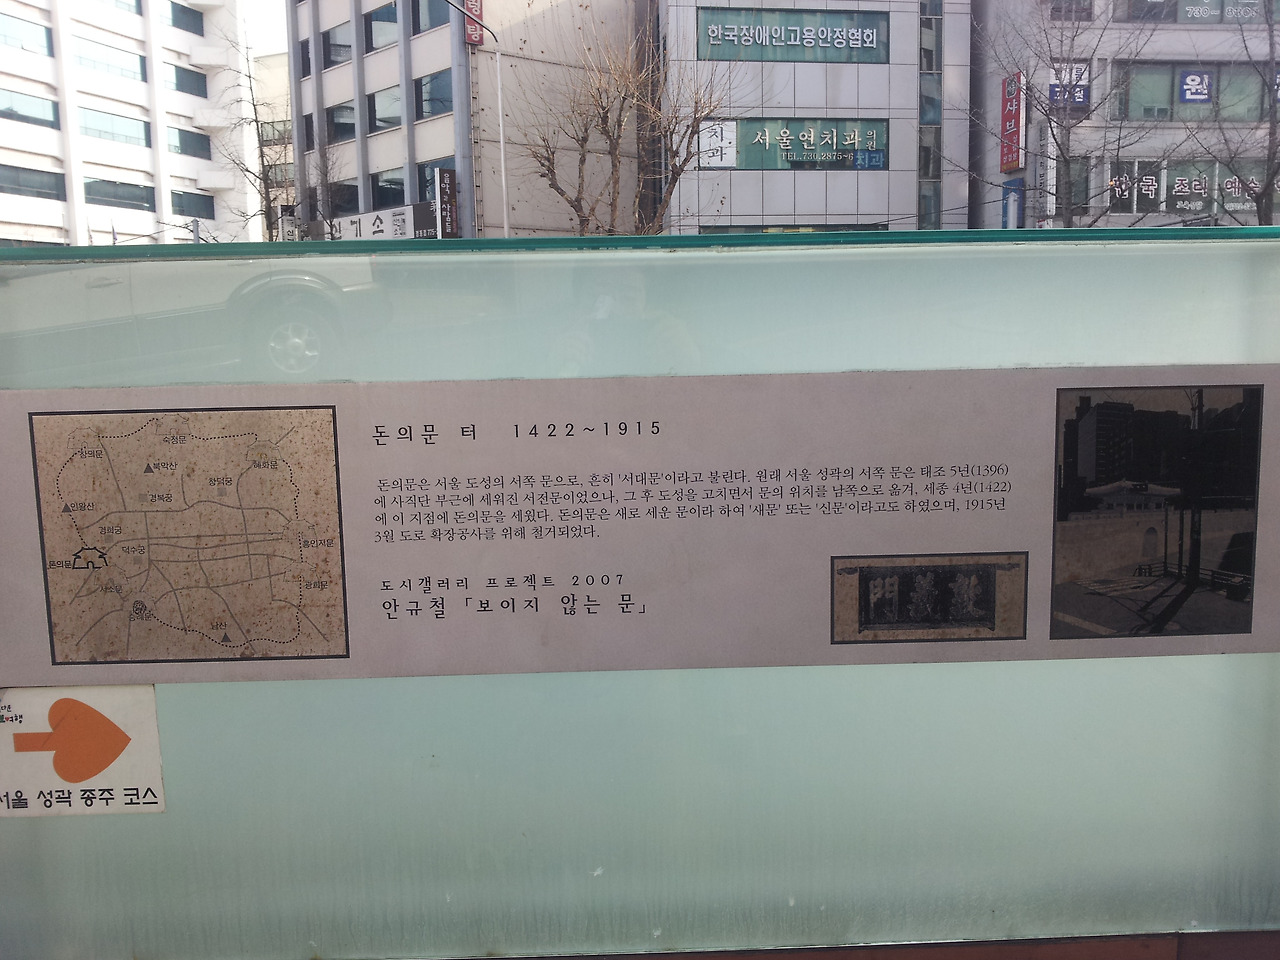 한국장애인고용안정협회
치과
서울연치과의원
TEL.730.2875~6
치과
샤브
원
한국 조리 예술
돈의문 터 1422~1915
돈의문은 서울 도성의 서쪽 문으로, 흔히 '서대문'이라고 불린다. 원래 서울 성곽의 서쪽 문은 태조 5년(1396)
에 사직단 부근에 세워진 서전문이었으나, 그 후 도성을 고치면서 문의 위치를 남쪽으로 옮겨, 세종 4년(1422)
에 이 지점에 돈의문을 세웠다. 돈의문은 새로 세운 문이라 하여 '새문' 또는 '신문'이라고도 하였으며, 1915년
3월 도로 확장공사를 위해 철거되었다.
도시갤러리 프로젝트 2007
안규철 「보이지 않는 문」
숙정문
창의문
북악산
혜화문
창덕궁
경복궁
인왕산
경희궁
덕수궁
흥인지문
돈의문
서소문
광희문
숭례문
남산
門義敦
서울 성곽 종주 코스